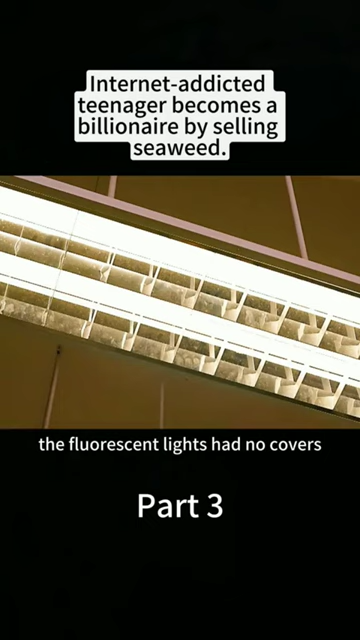 Internet-addicted
teenager becomes a
billionaire by selling
seaweed.
the fluorescent lights had no covers
Part 3